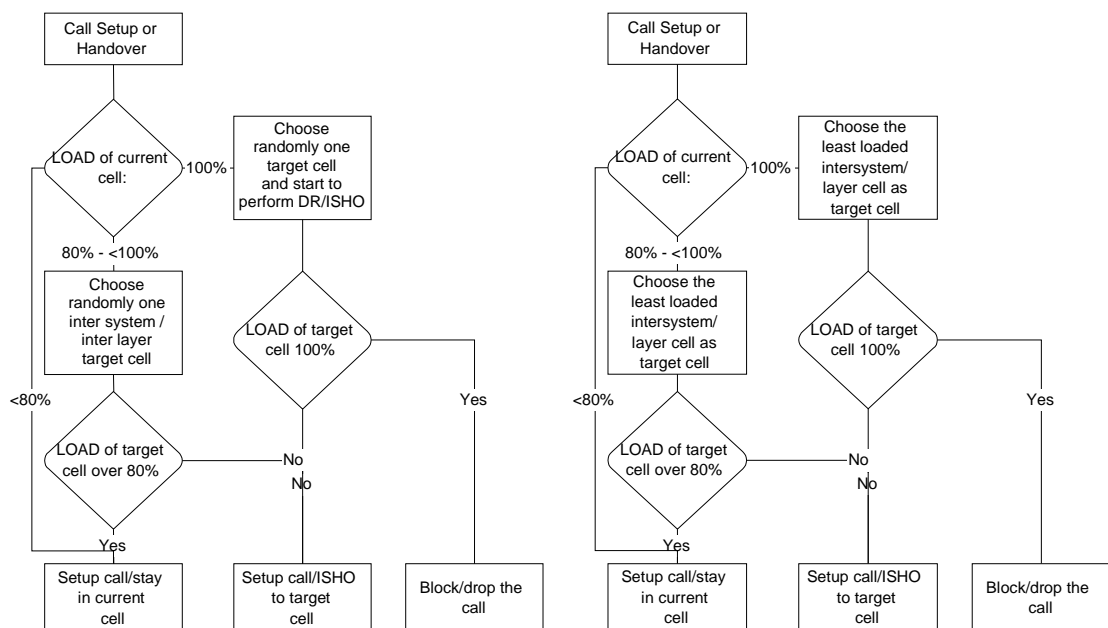 Call Setup or
Handover
LOAD of current
cell:
100%
Choose
randomly one
target cell
and start to
perform DR/ISHO
80% - <100%
Choose
randomly one
inter system /
inter layer
target cell
LOAD of target
cell 100%
<80%
Yes
LOAD of target
cell over 80%
No
No
Yes
Setup call/stay
in current
cell
Setup call/ISHO
to target
cell
Block/drop the
call
Call Setup or
Handover
LOAD of current
cell:
100%
Choose the
least loaded
intersystem/
layer cell as
target cell
80% - <100%
Choose the
least loaded
intersystem/
layer cell as
target cell
LOAD of target
cell 100%
<80%
Yes
LOAD of target
cell over 80%
No
No
Yes
Setup call/stay
in current
cell
Setup call/ISHO
to target
cell
Block/drop the
call